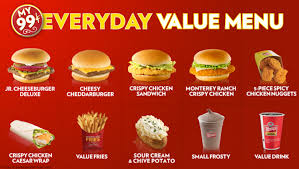 MY 99¢
EVERYDAY VALUE MENU
JR. CHEESEBURGER
DELUXE
CHEESY
CHEDDARBURGER
CRISPY CHICKEN
SANDWICH
MONTEREY RANCH
CRISPY CHICKEN
5-PIECE SPICY
CHICKEN NUGGETS
CRISPY CHICKEN
CAESAR WRAP
VALUE FRIES
SOUR CREAM
& CHIVE POTATO
SMALL FROSTY
VALUE DRINK